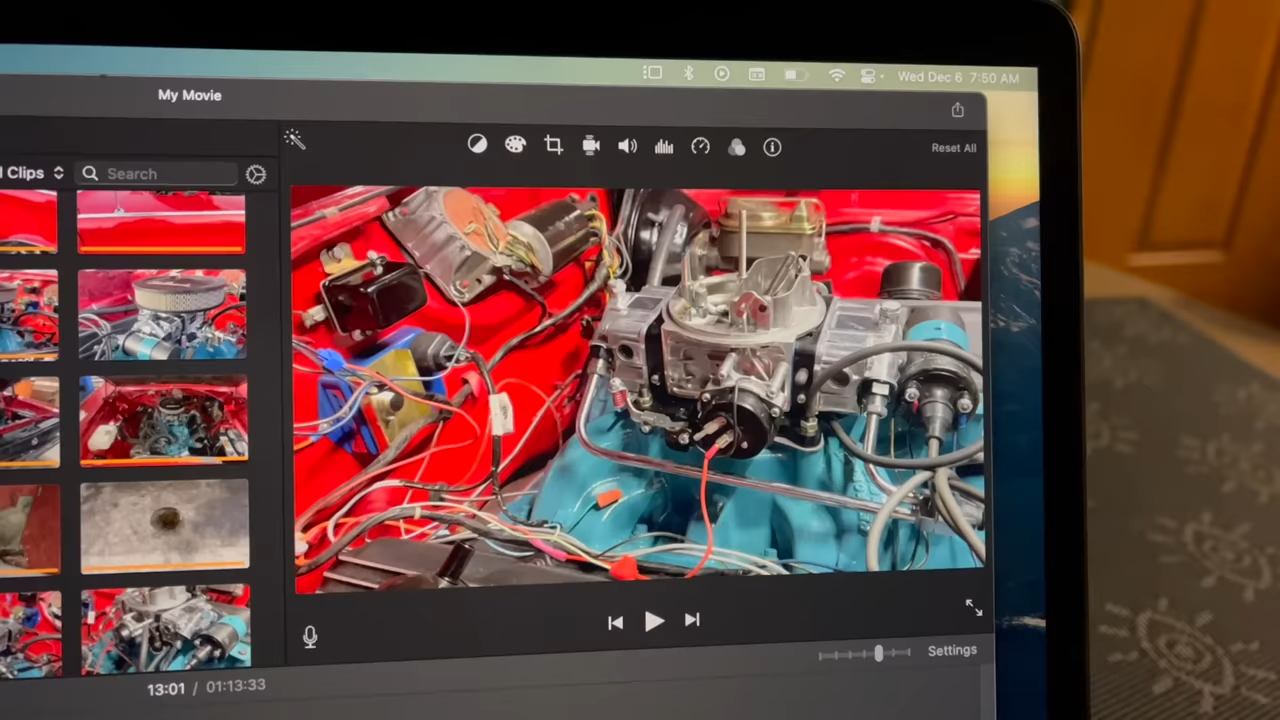 Wed Dec 6 7:50 AM
My Movie
Reset All
l Clips
Search
Settings
13:01 / 01:13:33